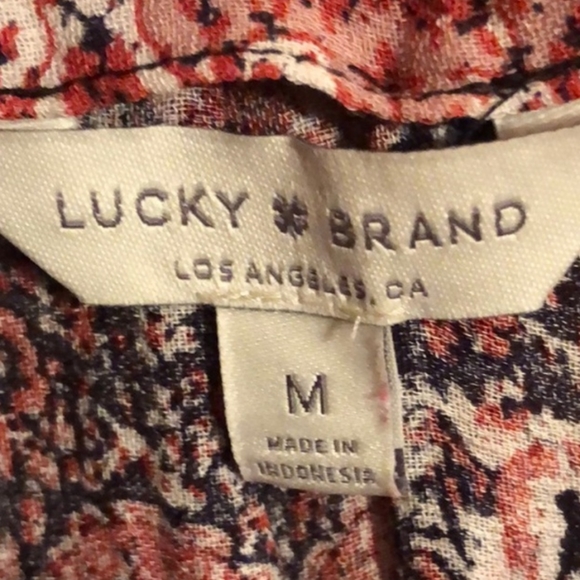 LUCKY BRAND
LOS ANGELES, CA
M
MADE IN
INDONESIA